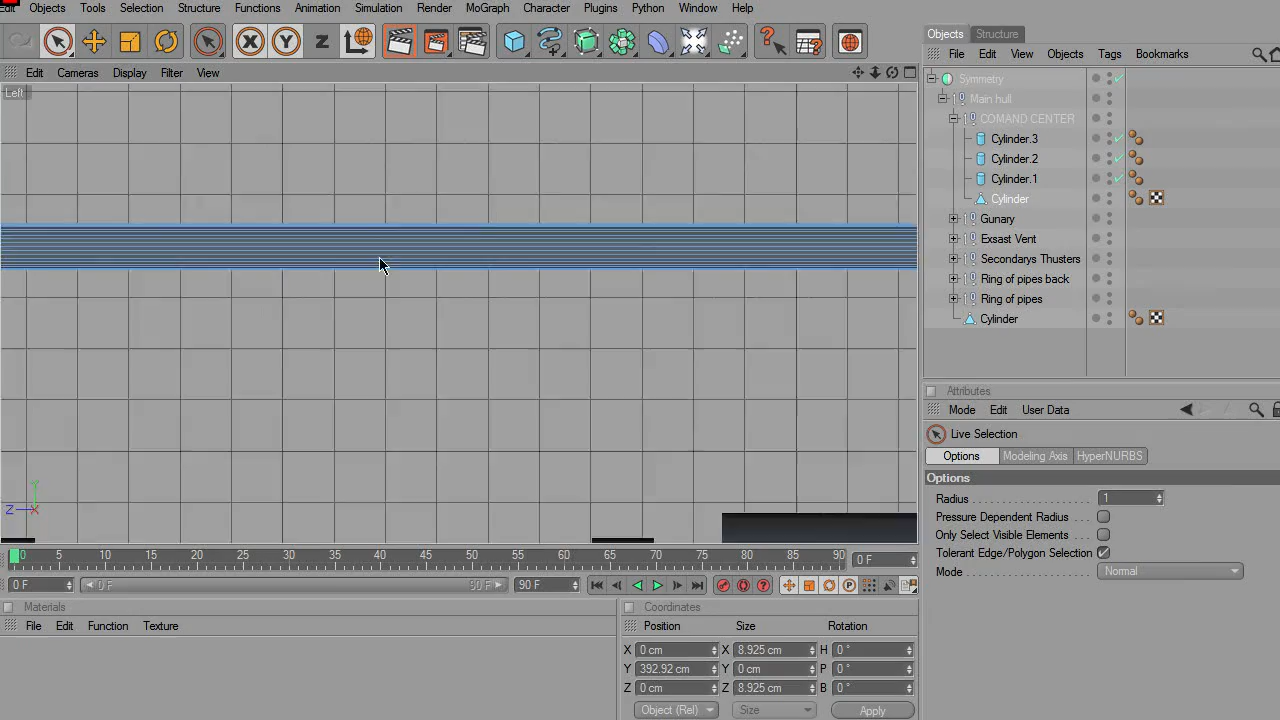 Objects Tools Selection Structure Functions Animation Simulation Render MoGraph Character Plugins Python Window Help
X Y Z
Objects Structure
Edit Cameras Display Filter View
File Edit View Objects Tags Bookmarks
Left
Symmetry
Main hull
COMAND CENTER
Cylinder.3
Cylinder.2
Cylinder.1
Cylinder
Gunary
Exsast Vent
Secondarys Thusters
Ring of pipes back
Ring of pipes
Cylinder
Attributes
Mode Edit User Data
Live Selection
Options Modeling Axis HyperNURBS
Options
Radius 1
Pressure Dependent Radius
Only Select Visible Elements
Tolerant Edge/Polygon Selection
Mode Normal
Z X Y
0 5 10 15 20 25 30 35 40 45 50 55 60 65 70 75 80 85 90 0 F
0 F 0 F 90 F 90 F
Materials
File Edit Function Texture
Coordinates
Position Size Rotation
X 0 cm X 8.925 cm H 0 °
Y 392.92 cm Y 0 cm P 0 °
Z 0 cm Z 8.925 cm B 0 °
Object (Rel) Size Apply